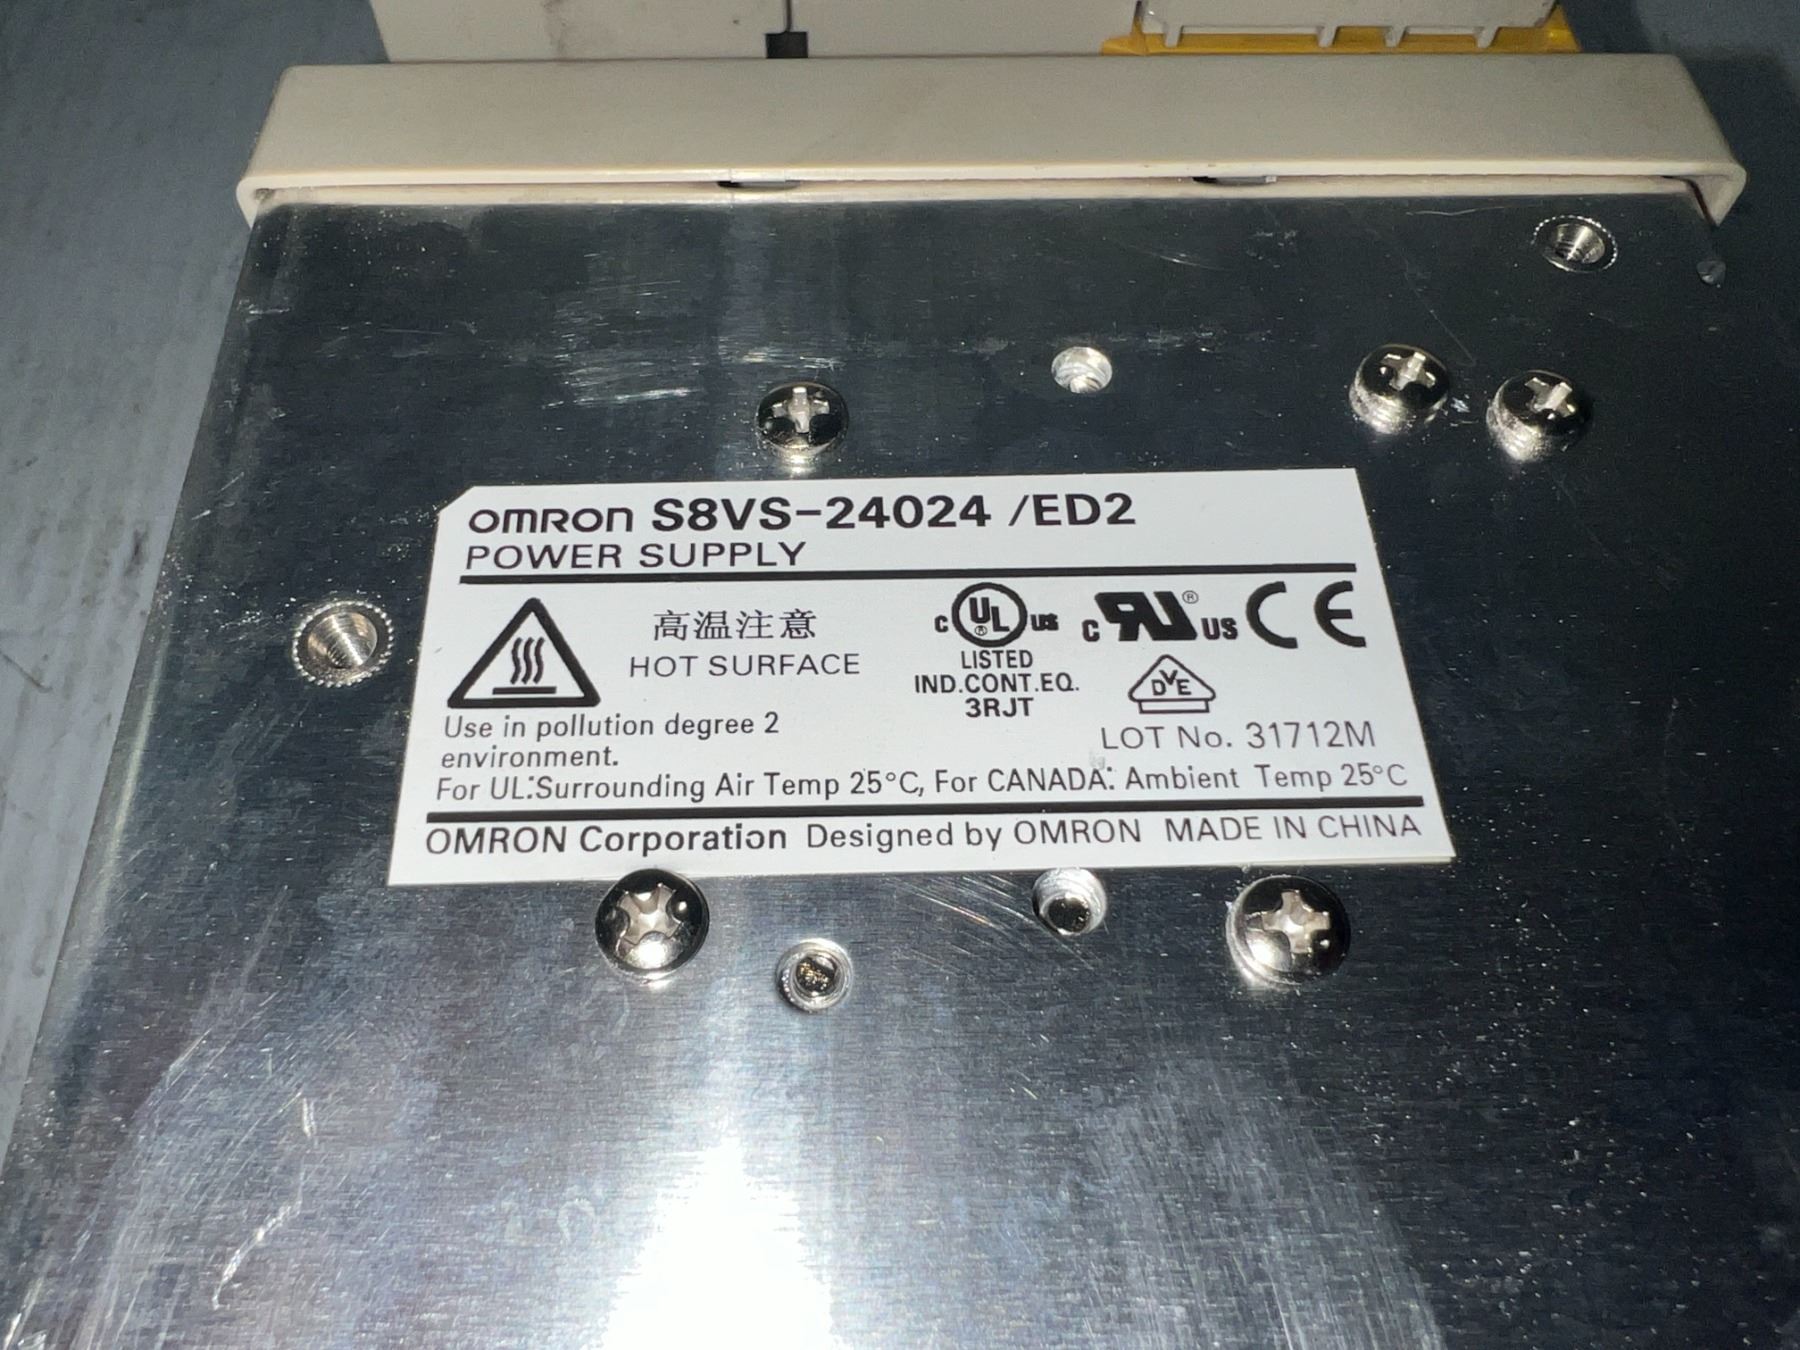 OMRON S8VS-24024 /ED2
POWER SUPPLY
高温注意
HOT SURFACE
c UL® us
c RU® us CE
LISTED
IND.CONT.EQ.
3RJT
DVE
Use in pollution degree 2
environment.
LOT No. 31712M
For UL:Surrounding Air Temp 25°C, For CANADA: Ambient Temp 25°C
OMRON Corporation Designed by OMRON MADE IN CHINA